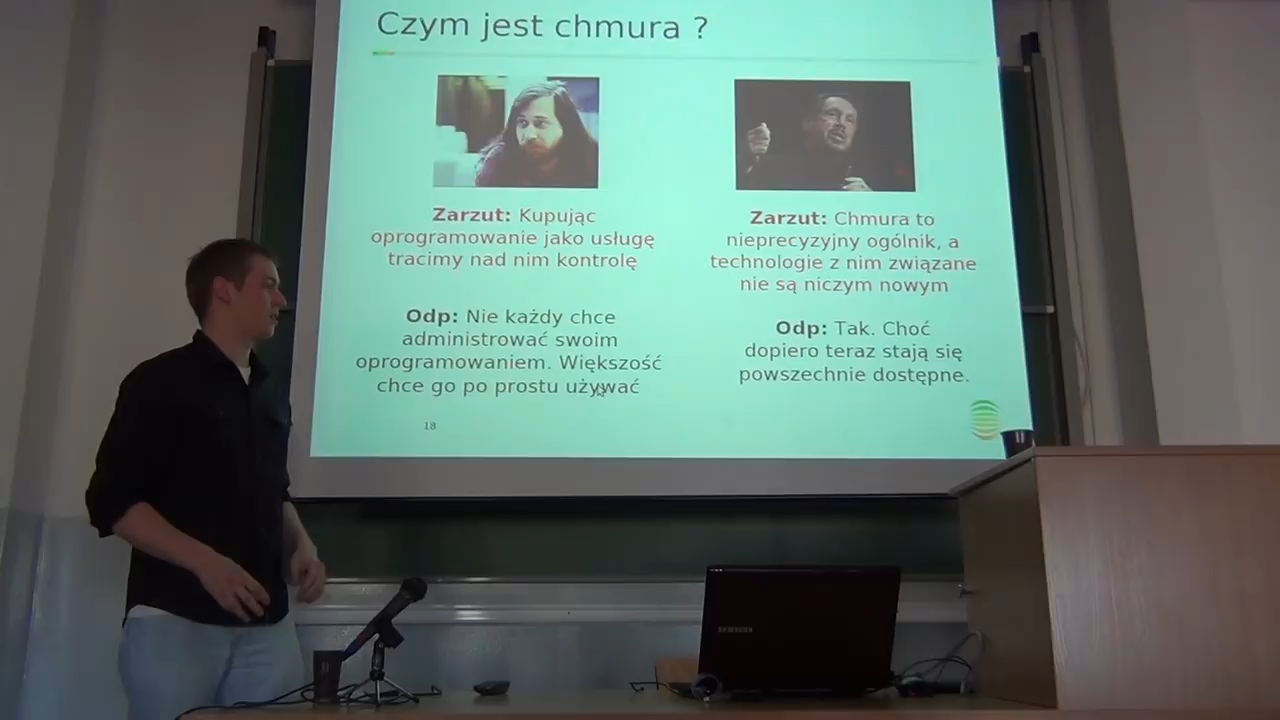 Czym jest chmura ?
Zarzut: Kupując
oprogramowanie jako usługę
tracimy nad nim kontrolę
Odp: Nie każdy chce
administrować swoim
oprogramowaniem. Większość
chce go po prostu używać
Zarzut: Chmura to
nieprecyzyjny ogólnik, a
technologie z nim związane
nie są niczym nowym
Odp: Tak. Choć
dopiero teraz stają się
powszechnie dostępne.
18
SAMSUNG